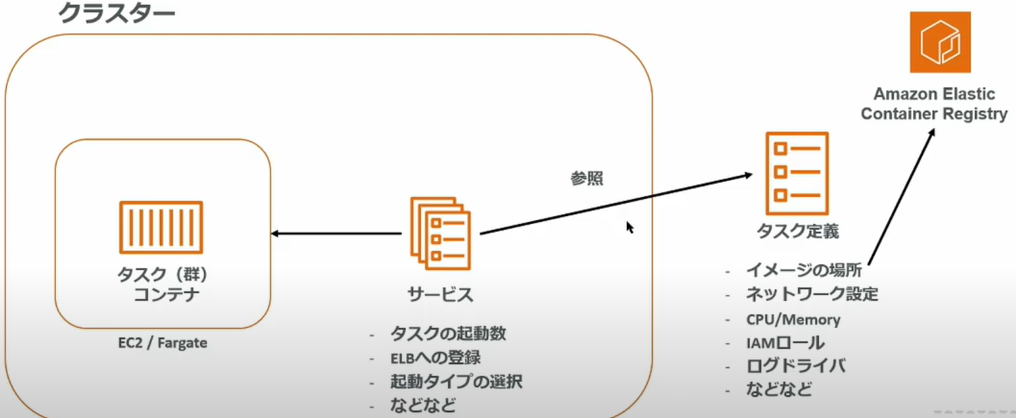 クラスター
Amazon Elastic
Container Registry
参照
タスク定義
タスク（群）
コンテナ
サービス
EC2 / Fargate
- タスクの起動数
- ELBへの登録
- 起動タイプの選択
- などなど
- イメージの場所
- ネットワーク設定
- CPU/Memory
- IAMロール
- ログドライバ
- などなど